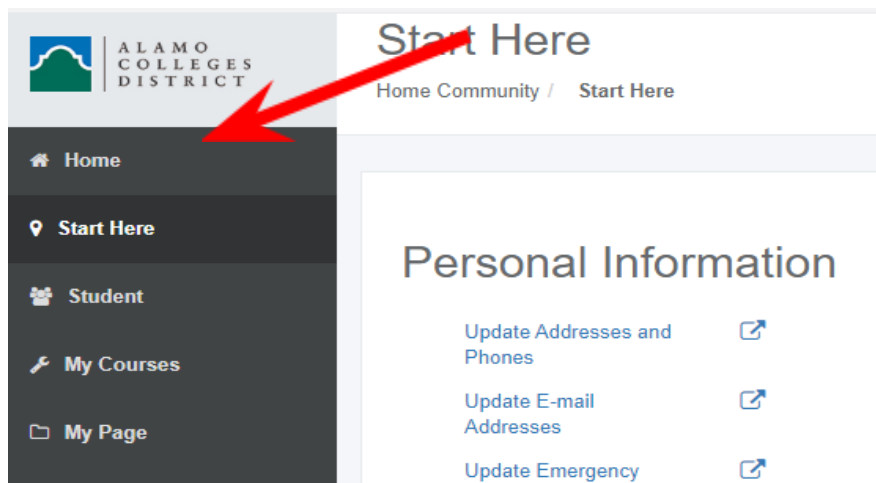 ALAMO
COLLEGES
DISTRICT
Home
Start Here
Student
My Courses
My Page
Start Here
Home Community / Start Here
Personal Information
Update Addresses and
Phones
Update E-mail
Addresses
Update Emergency